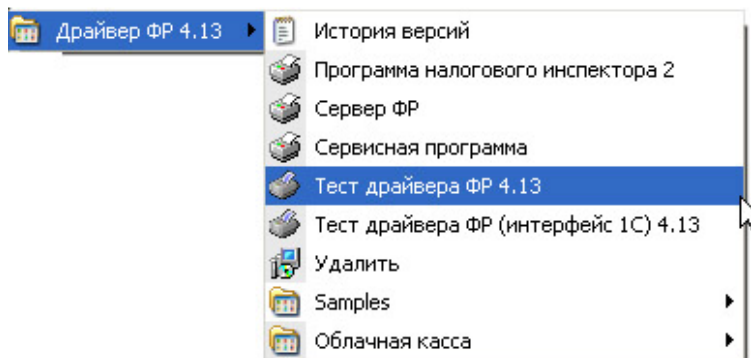 Драйвер ФР 4.13
История версий
Программа налогового инспектора 2
Сервер ФР
Сервисная программа
Тест драйвера ФР 4.13
Тест драйвера ФР (интерфейс 1С) 4.13
Удалить
Samples
Облачная касса